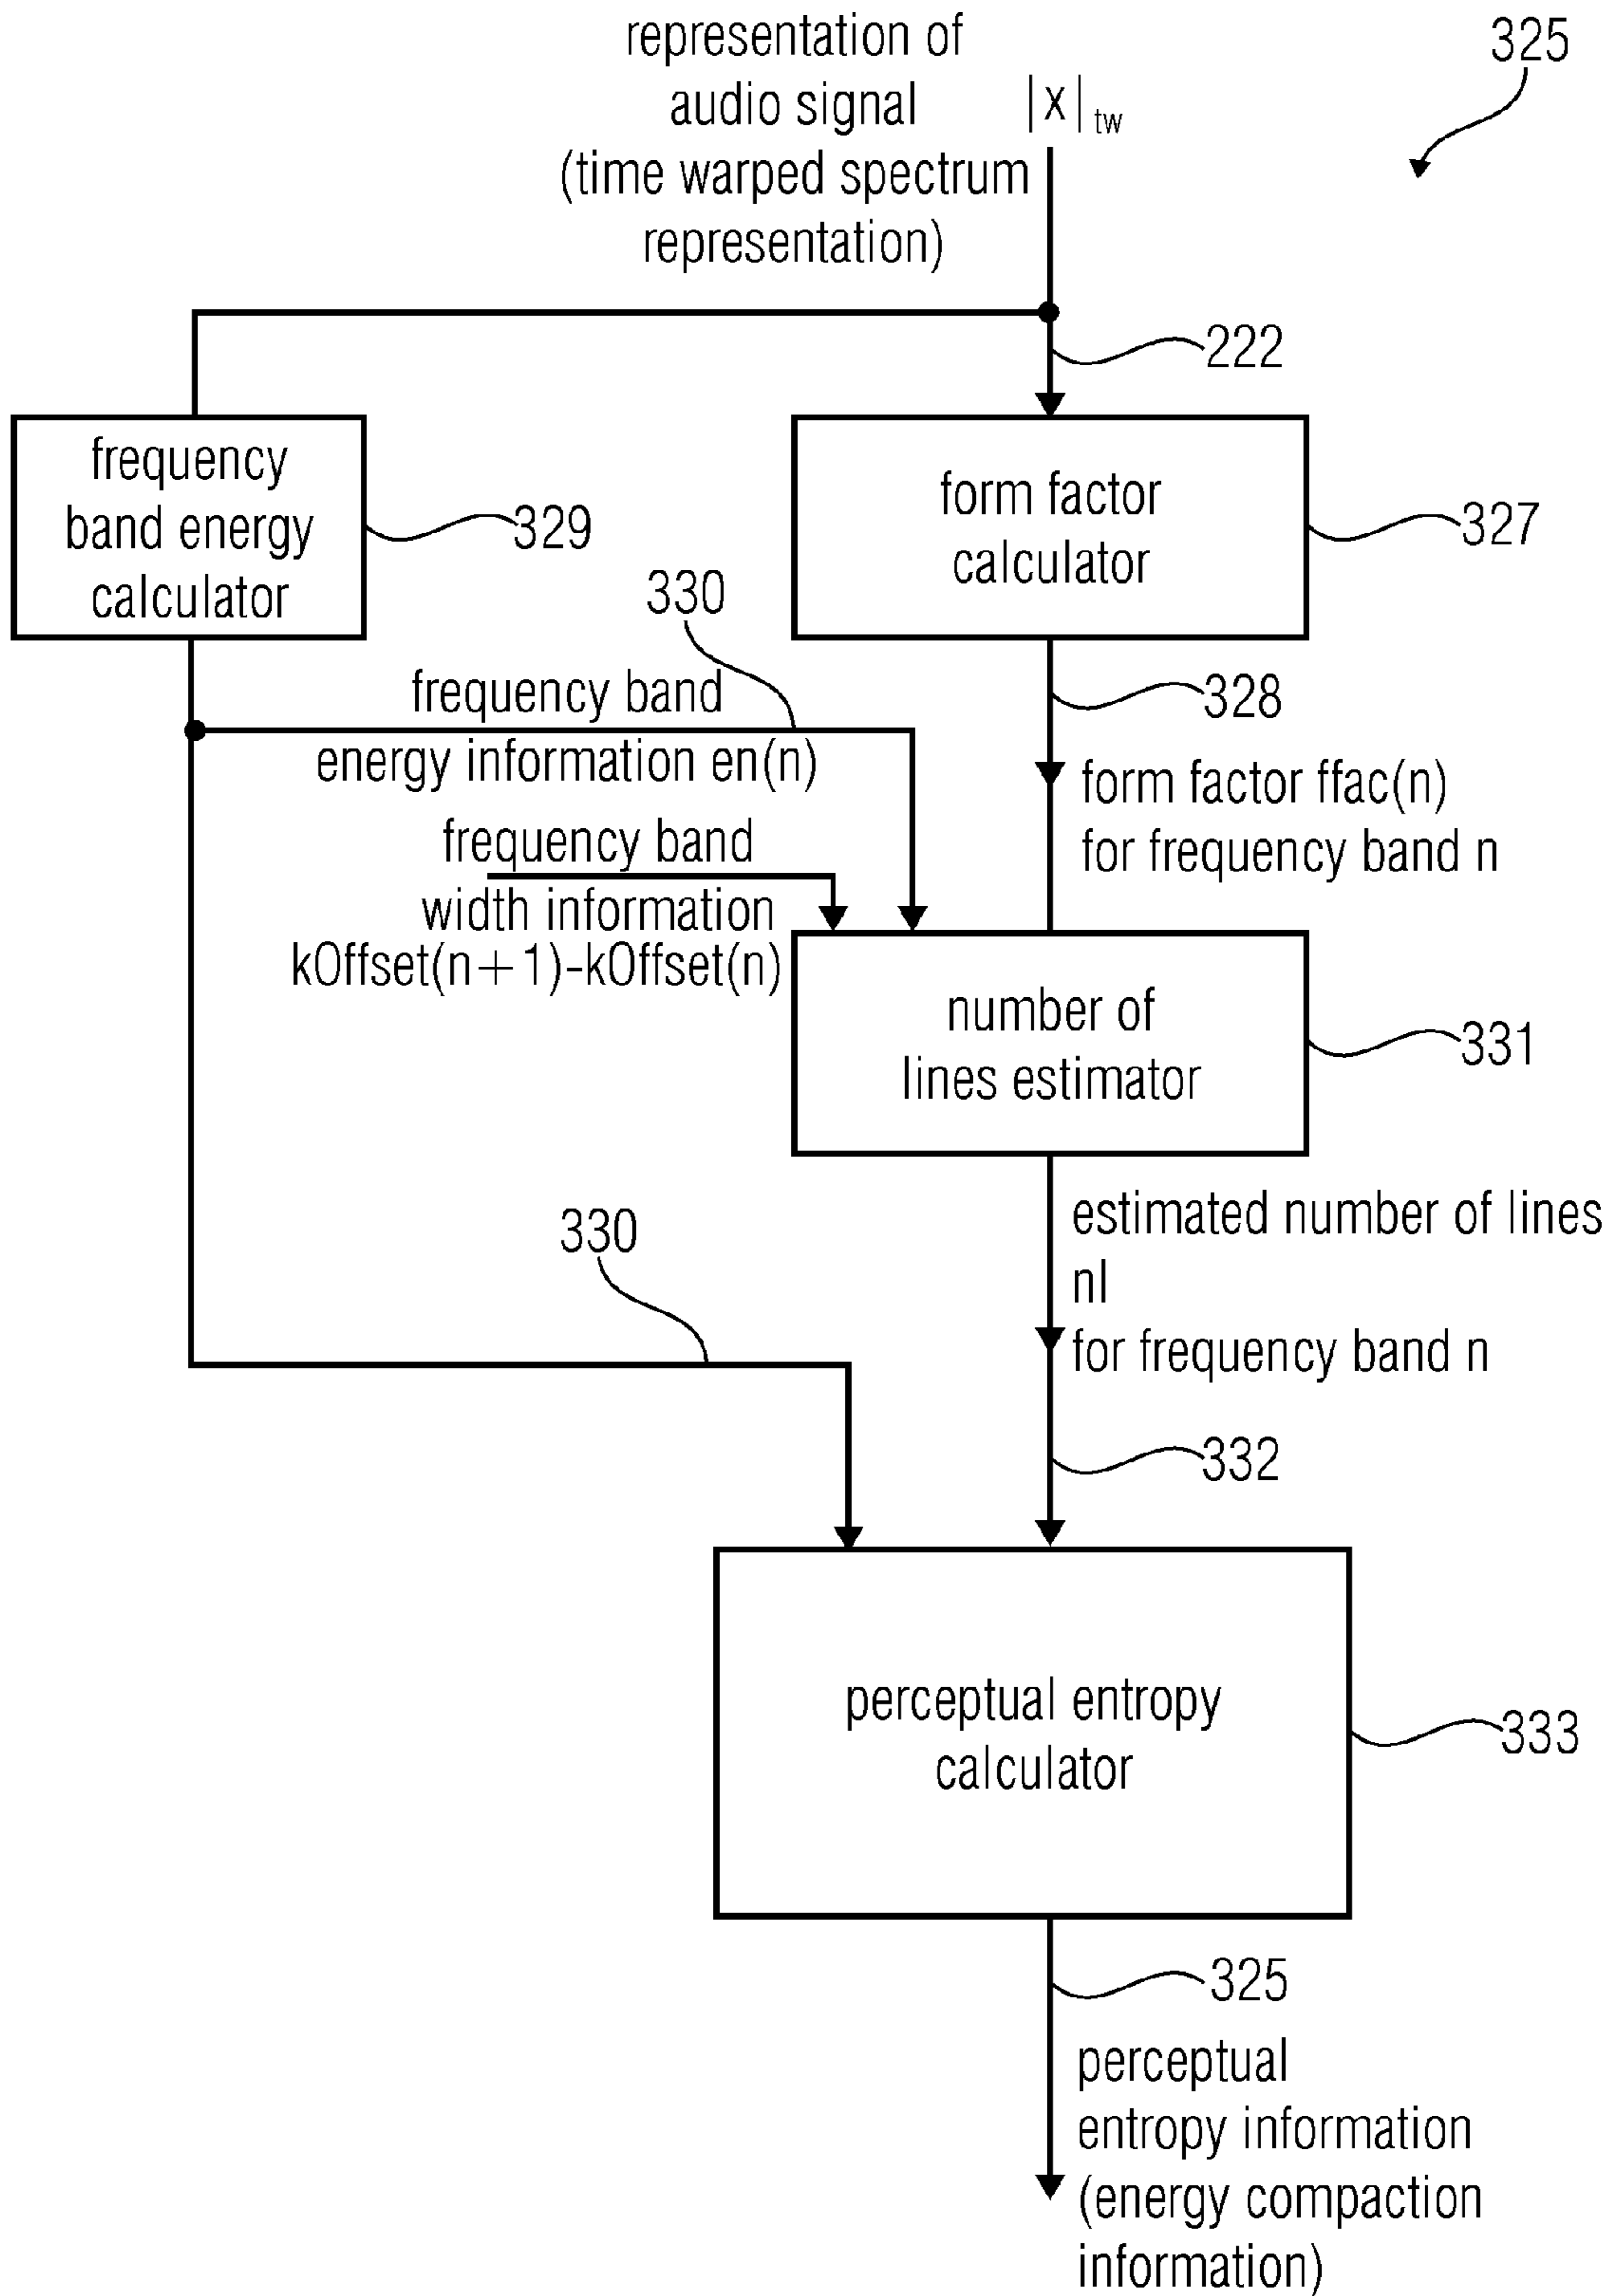 representation of
audio signal |x|tw
(time warped spectrum
representation)
325
222
frequency
band energy
calculator
329
form factor
calculator
327
330
328
frequency band
energy information en(n)
form factor ffac(n)
for frequency band n
frequency band
width information
kOffset(n+1)-kOffset(n)
number of
lines estimator
331
estimated number of lines
nl
for frequency band n
330
332
perceptual entropy
calculator
333
325
perceptual
entropy information
(energy compaction
information)